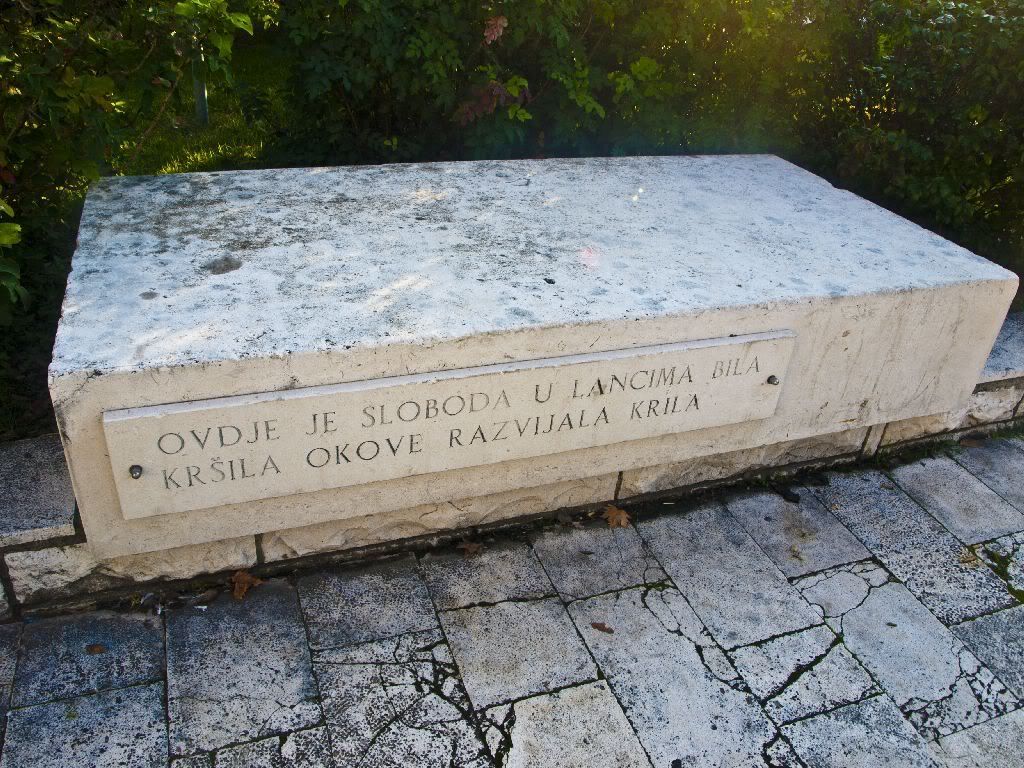 OVDJE JE SLOBODA U LANCIMA BILA
KRŠILA OKOVE RAZVIJALA KRILA